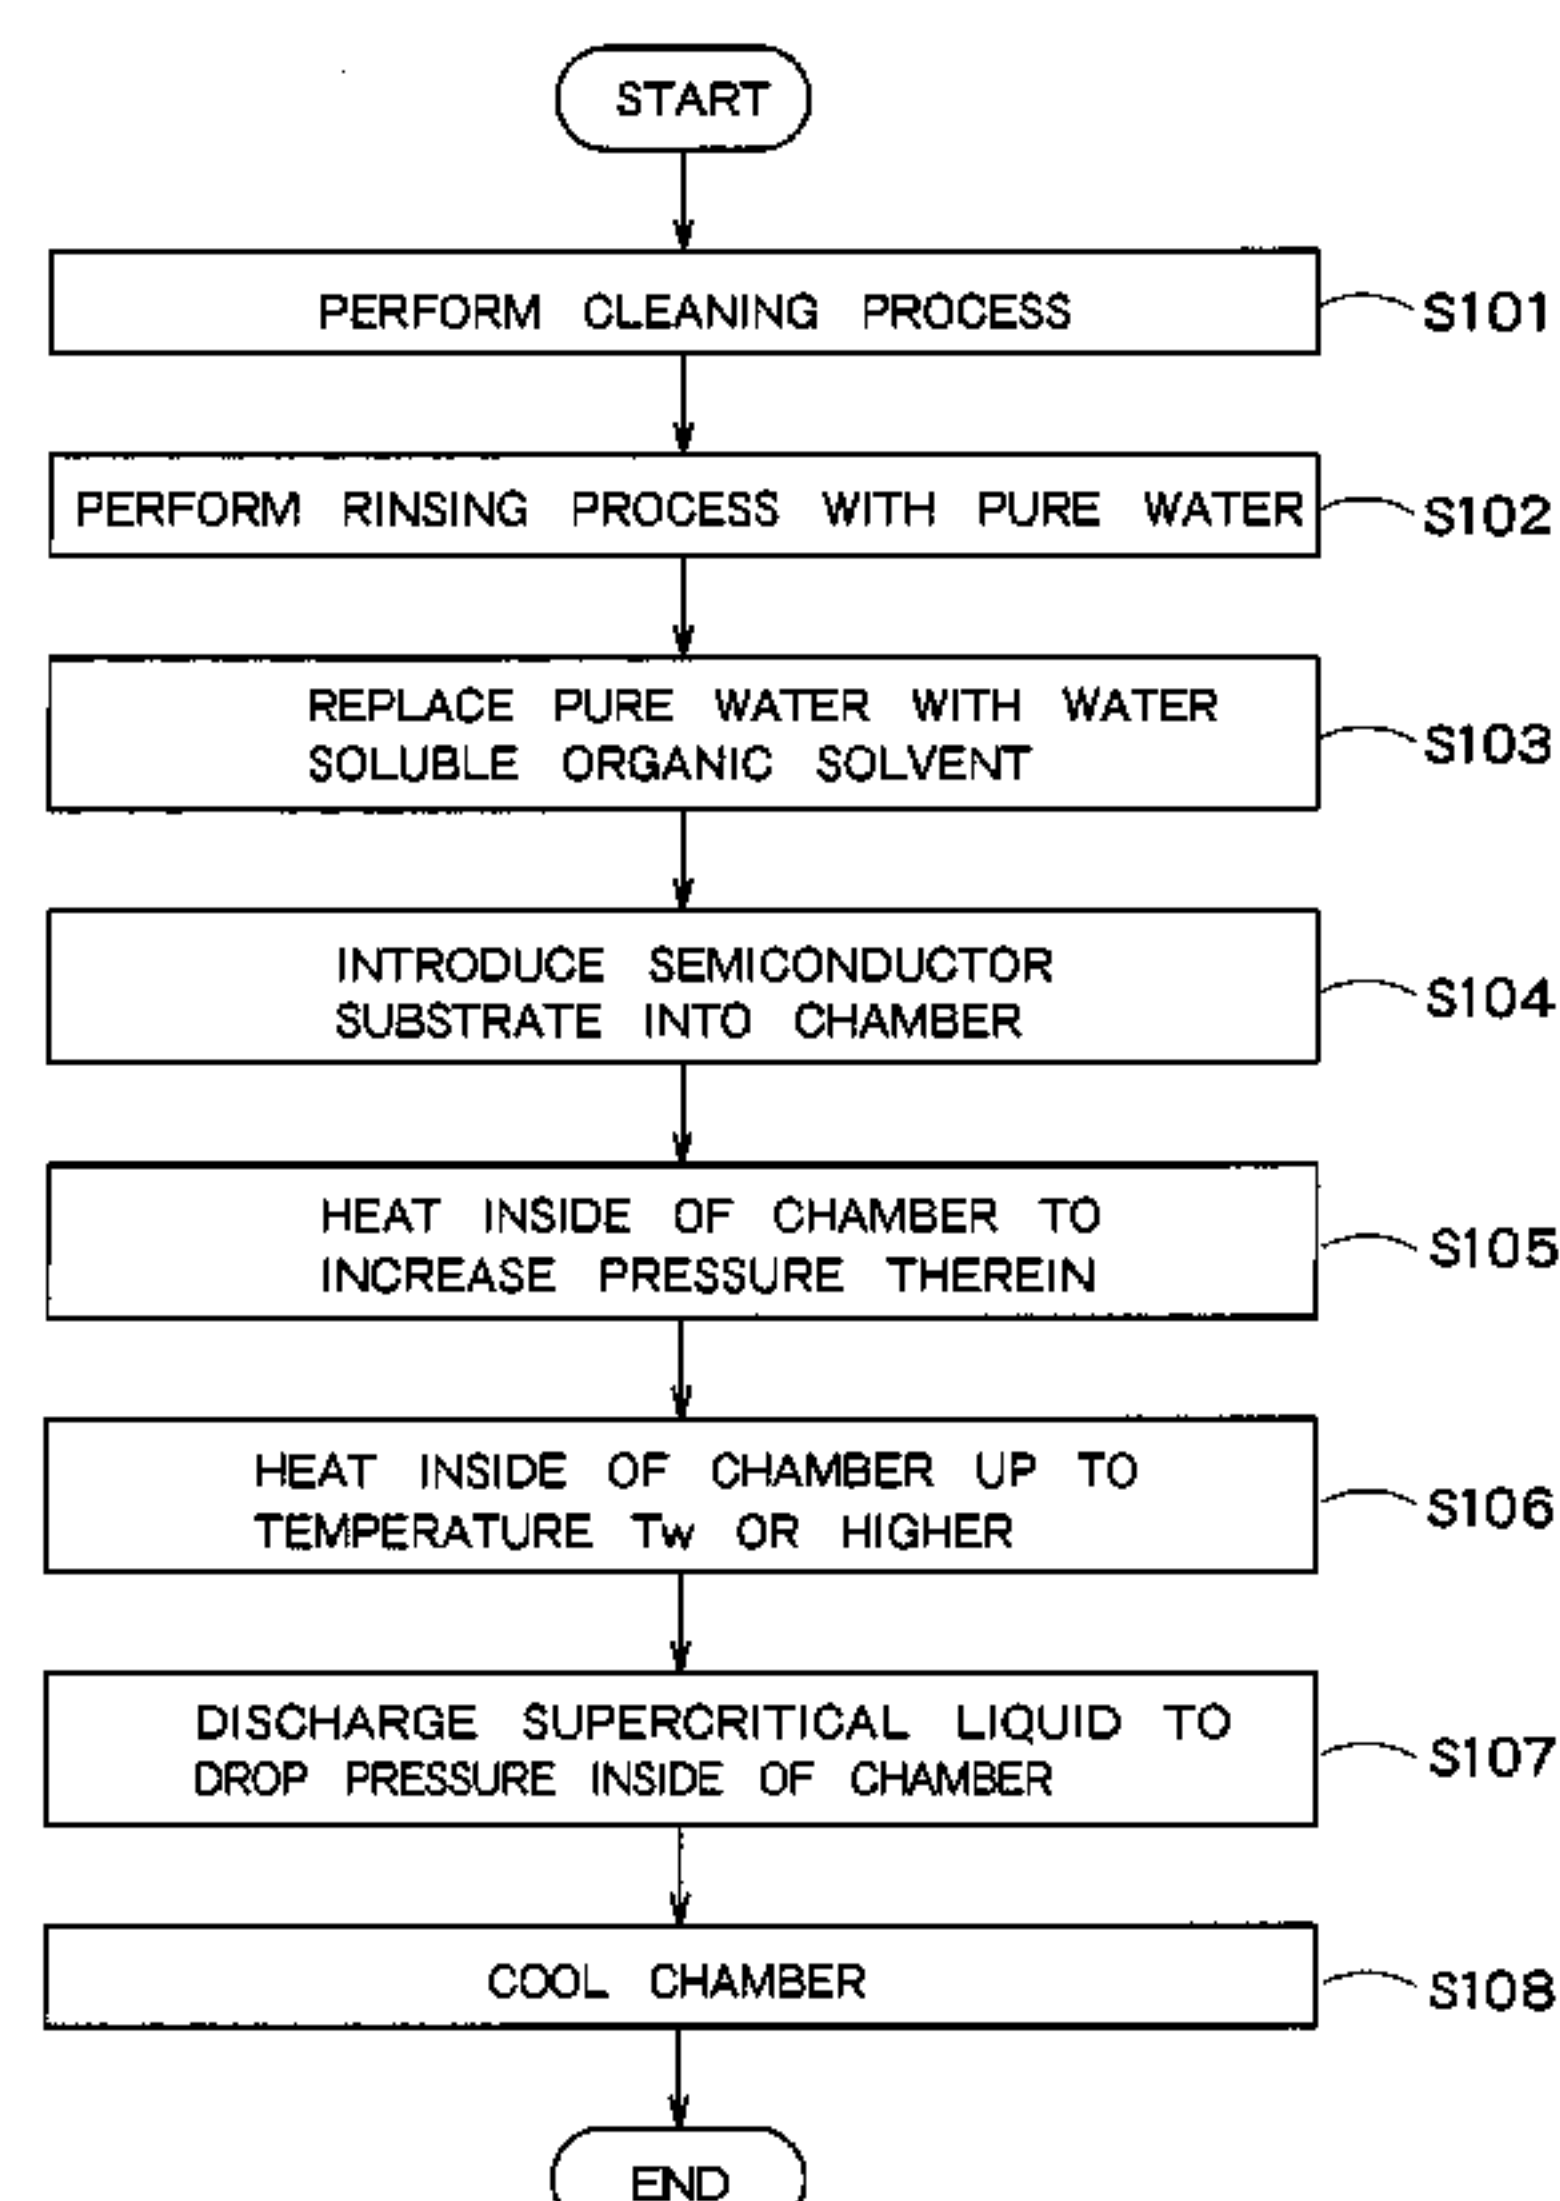 START
PERFORM CLEANING PROCESS
S101
PERFORM RINSING PROCESS WITH PURE WATER
S102
REPLACE PURE WATER WITH WATER
SOLUBLE ORGANIC SOLVENT
S103
INTRODUCE SEMICONDUCTOR
SUBSTRATE INTO CHAMBER
S104
HEAT INSIDE OF CHAMBER TO
INCREASE PRESSURE THEREIN
S105
HEAT INSIDE OF CHAMBER UP TO
TEMPERATURE Tw OR HIGHER
S106
DISCHARGE SUPERCRITICAL LIQUID TO
DROP PRESSURE INSIDE OF CHAMBER
S107
COOL CHAMBER
S108
END